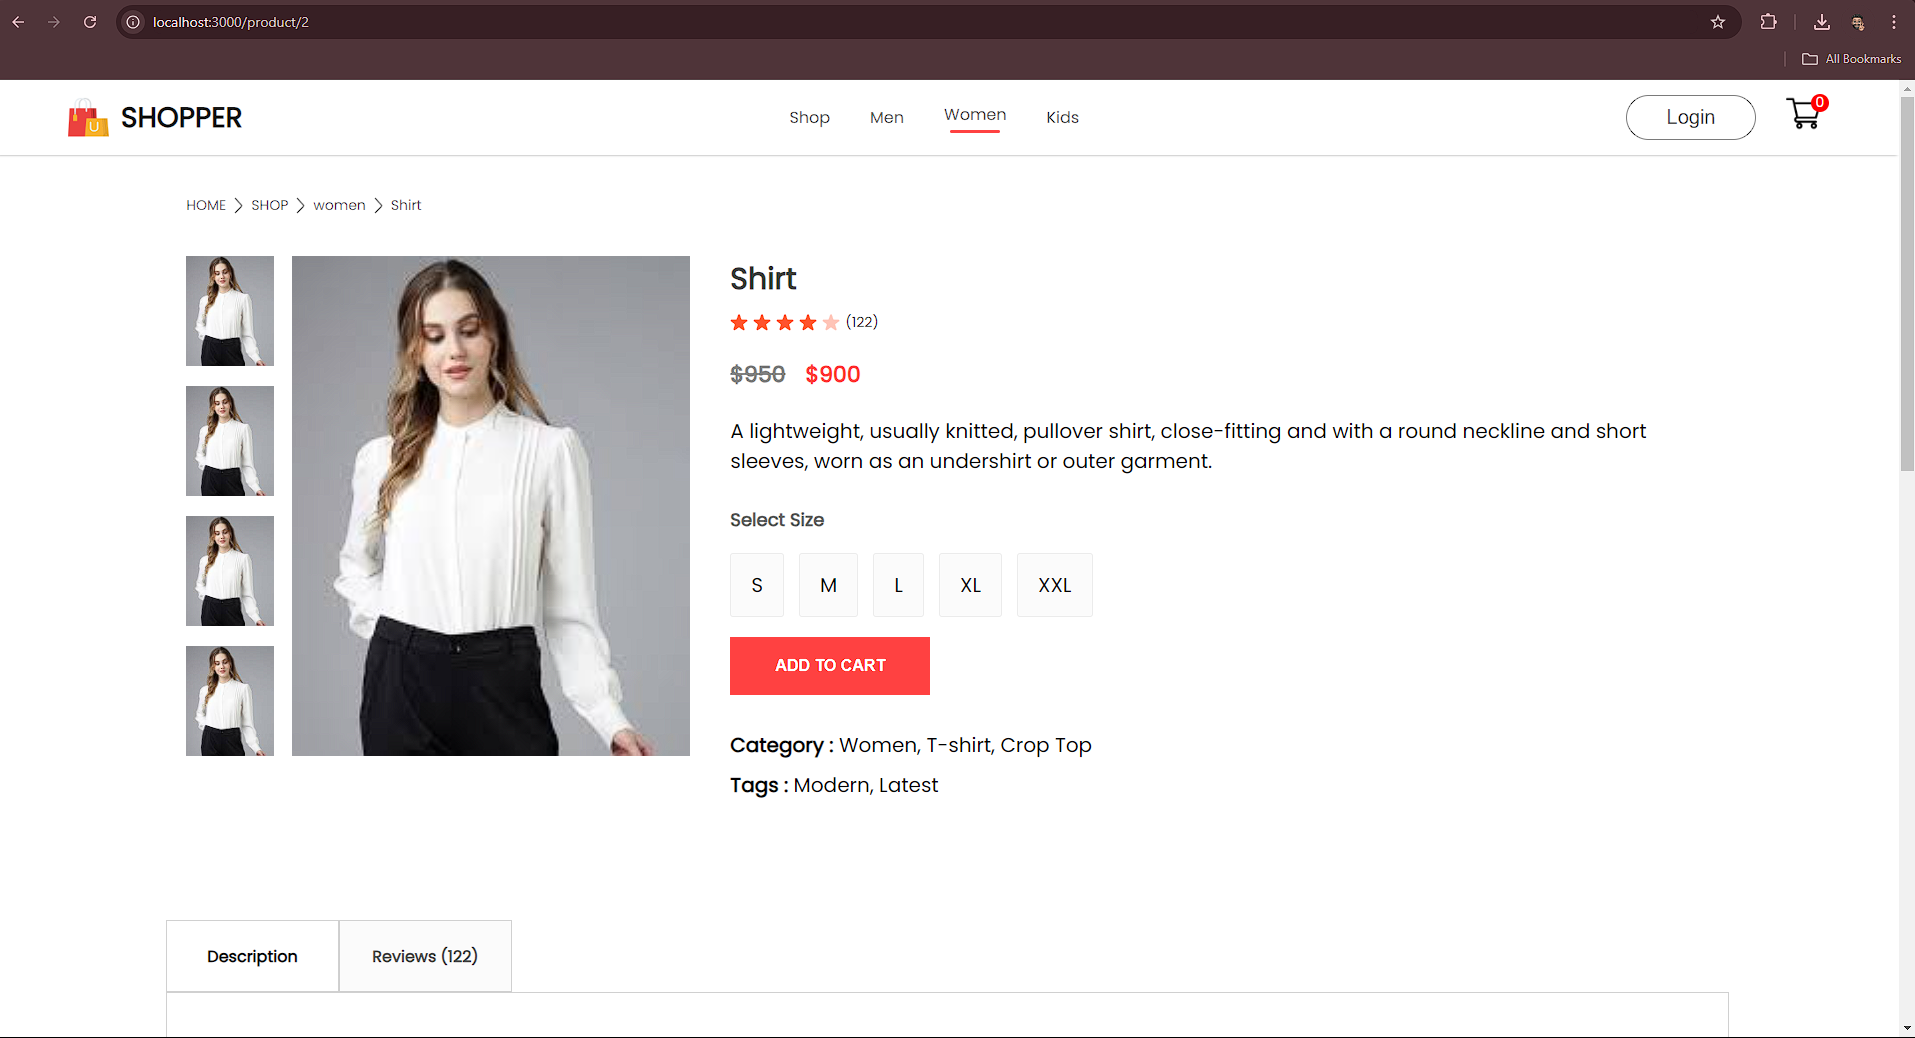 localhost:3000/product/2
All Bookmarks
SHOPPER
Shop Men Women Kids
Login
0
HOME SHOP women Shirt
Shirt
(122)
$950 $900
A lightweight, usually knitted, pullover shirt, close-fitting and with a round neckline and short
sleeves, worn as an undershirt or outer garment.
Select Size
S M L XL XXL
ADD TO CART
Category : Women, T-shirt, Crop Top
Tags : Modern, Latest
Description Reviews (122)